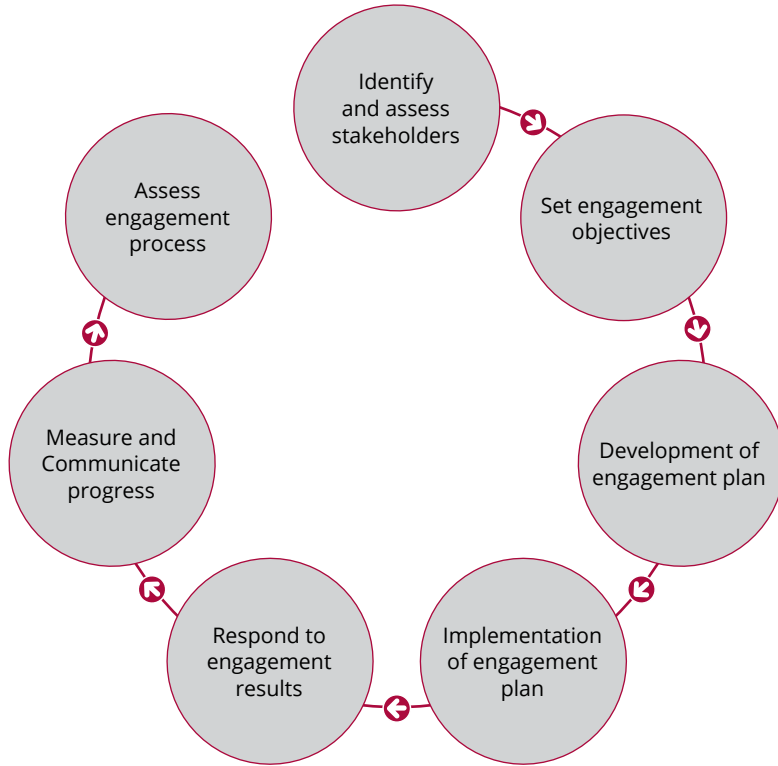 Identify
and assess
stakeholders
Set engagement
objectives
Development of
engagement plan
Implementation
of engagement
plan
Respond to
engagement
results
Measure and
Communicate
progress
Assess
engagement
process